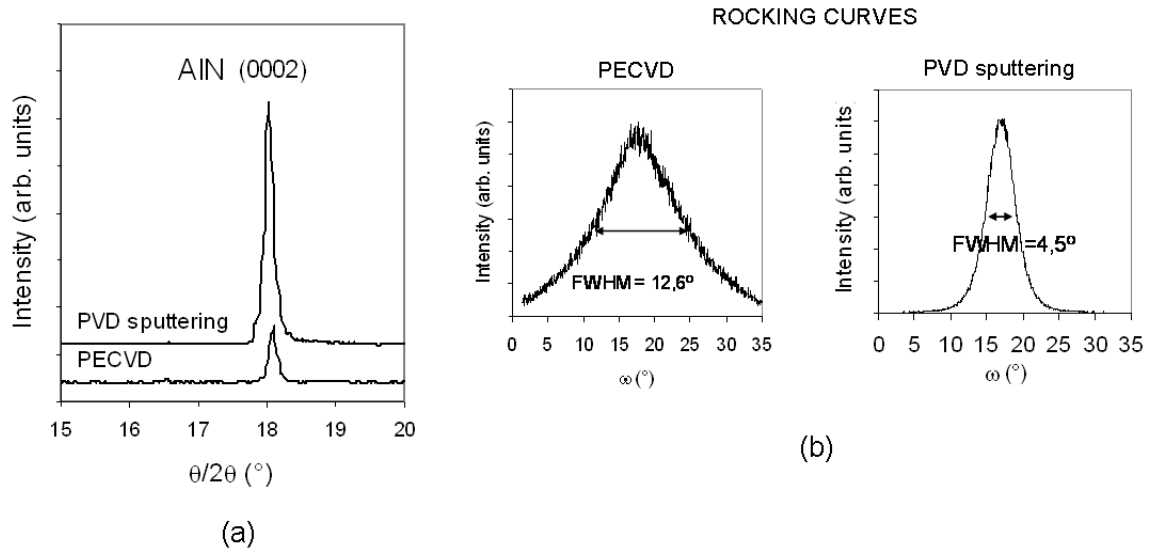 ROCKING CURVES
AlN (0002)
Intensity (arb. units)
PVD sputtering
PECVD
15 16 17 18 19 20
θ/2θ (°)
(a)
PECVD
Intensity (arb. units)
FWHM = 12,6º
0 5 10 15 20 25 30 35
ω (°)
PVD sputtering
Intensity (arb. units)
FWHM =4,5º
0 5 10 15 20 25 30 35
ω (°)
(b)